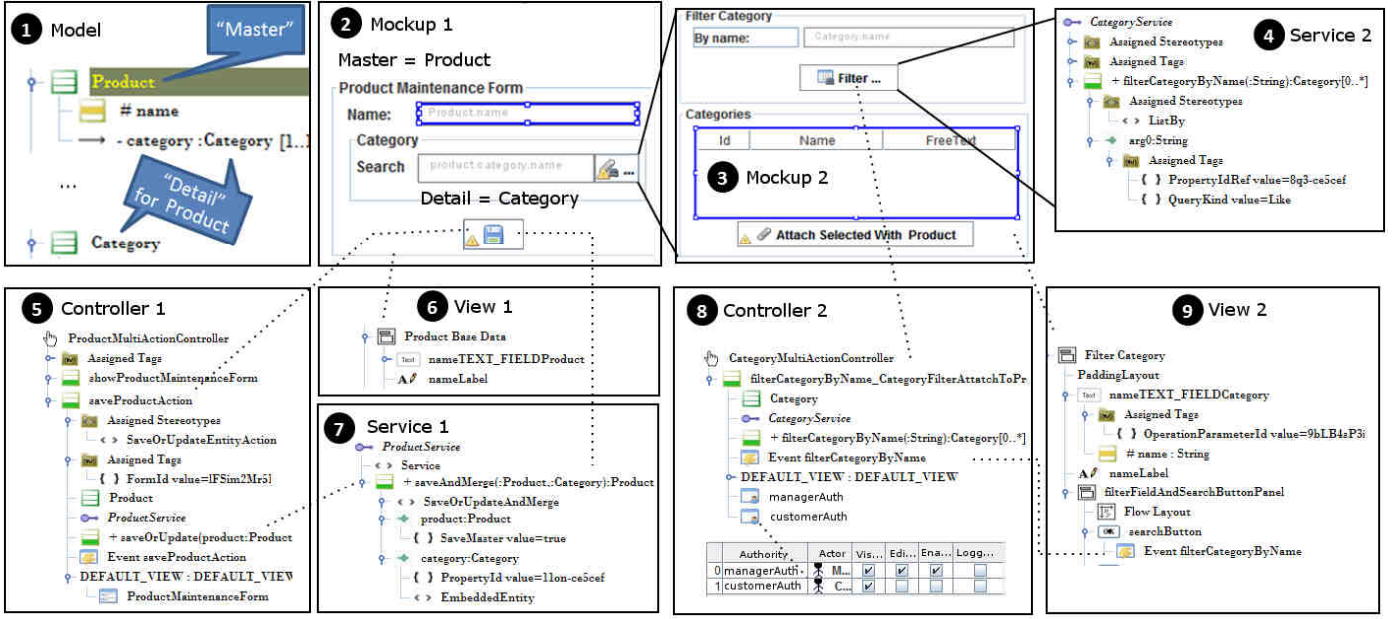 1 Model
"Master"
Product
# name
- category :Category [1..
...
"Detail"
for Product
Category
2 Mockup 1
Master = Product
Product Maintenance Form
Name:
Product.name
Category
Search
product.category.name
...
Detail = Category
Filter Category
By name:
Category.name
Filter ...
Categories
Id Name FreeText
3 Mockup 2
Attach Selected With Product
4 Service 2
CategoryService
Assigned Stereotypes
Assigned Tags
+ filterCategoryByName(:String):Category[0..*]
Assigned Stereotypes
< > ListBy
arg0:String
Assigned Tags
{ } PropertyIdRef value=8q3-ce5cef
{ } QueryKind value=Like
5 Controller 1
ProductMultiActionController
Assigned Tags
showProductMaintenanceForm
saveProductAction
Assigned Stereotypes
< > SaveOrUpdateEntityAction
Assigned Tags
{ } FormId value=lFSim2Mr5l
Product
ProductService
+ saveOrUpdate(product:Product
Event saveProductAction
DEFAULT_VIEW : DEFAULT_VIEW
ProductMaintenanceForm
6 View 1
Product Base Data
Text nameTEXT_FIELDProduct
nameLabel
7 Service 1
ProductService
< > Service
+ saveAndMerge(:Product,:Category):Product
< > SaveOrUpdateAndMerge
product:Product
{ } SaveMaster value=true
category:Category
{ } PropertyId value=11on-ce5cef
< > EmbeddedEntity
8 Controller 2
CategoryMultiActionController
filterCategoryByName_CategoryFilterAttatchToPr
Category
CategoryService
+ filterCategoryByName(:String):Category[0..*]
Event filterCategoryByName
DEFAULT_VIEW : DEFAULT_VIEW
managerAuth
customerAuth
Authority Actor Vis... Edi... Ena... Logg...
0 managerAuth M...
1 customerAuth C...
9 View 2
Filter Category
PaddingLayout
Text nameTEXT_FIELDCategory
Assigned Tags
{ } OperationParameterId value=9bLB4sP3i
# name : String
nameLabel
filterFieldAndSearchButtonPanel
Flow Layout
OK searchButton
Event filterCategoryByName